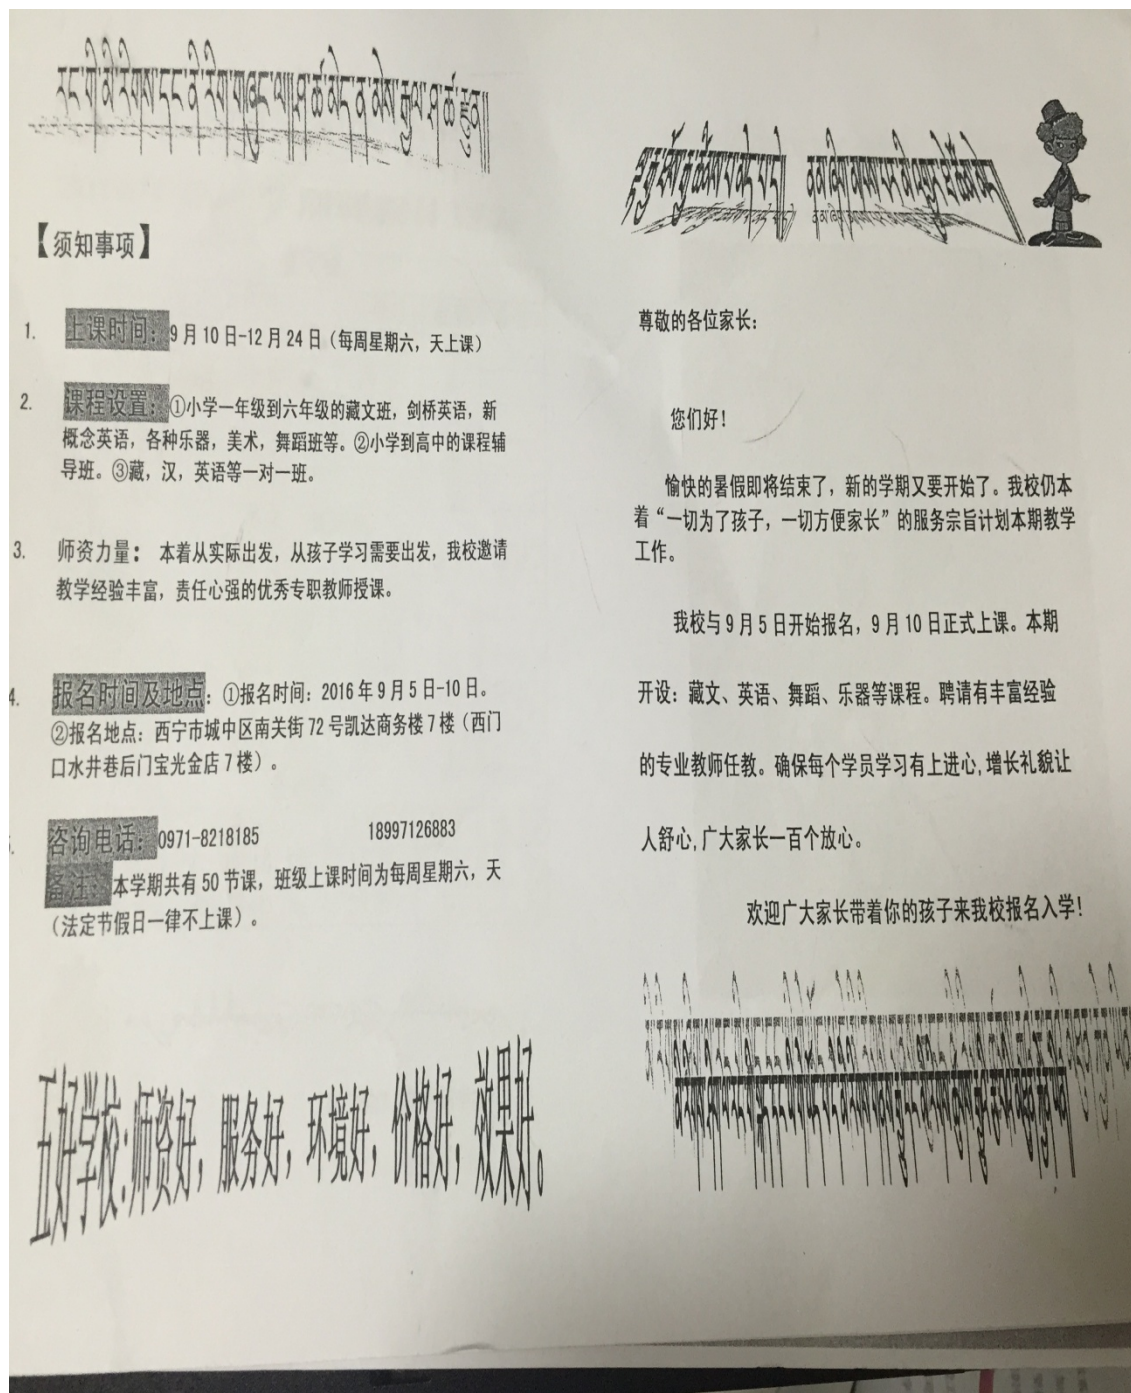 རང་གི་མི་རིགས་དང་ནི་རིག་གཞུང་ལ།།ཤ་ཚ་མེད་ན་མེས་རྒྱལ་ཤ་ཚ་རྫུན།།
【须知事项】
1. 上课时间：9月10日-12月24日（每周星期六，天上课）
2. 课程设置：①小学一年级到六年级的藏文班，剑桥英语，新
概念英语，各种乐器，美术，舞蹈班等。②小学到高中的课程辅
导班。③藏，汉，英语等一对一班。
3. 师资力量：本着从实际出发，从孩子学习需要出发，我校邀请
教学经验丰富，责任心强的优秀专职教师授课。
4. 报名时间及地点：①报名时间：2016年9月5日-10日。
②报名地点：西宁市城中区南关街72号凯达商务楼7楼（西门
口水井巷后门宝光金店7楼）。
咨询电话：0971-8218185 18997126883
备注：本学期共有50节课，班级上课时间为每周星期六，天
（法定节假日一律不上课）。
五好学校：师资好，服务好，环境好，价格好，效果好。
尊敬的各位家长：
您们好！
愉快的暑假即将结束了，新的学期又要开始了。我校仍本
着“一切为了孩子，一切方便家长”的服务宗旨计划本期教学
工作。
我校与9月5日开始报名，9月10日正式上课。本期
开设：藏文、英语、舞蹈、乐器等课程。聘请有丰富经验
的专业教师任教。确保每个学员学习有上进心,增长礼貌让
人舒心,广大家长一百个放心。
欢迎广大家长带着你的孩子来我校报名入学！